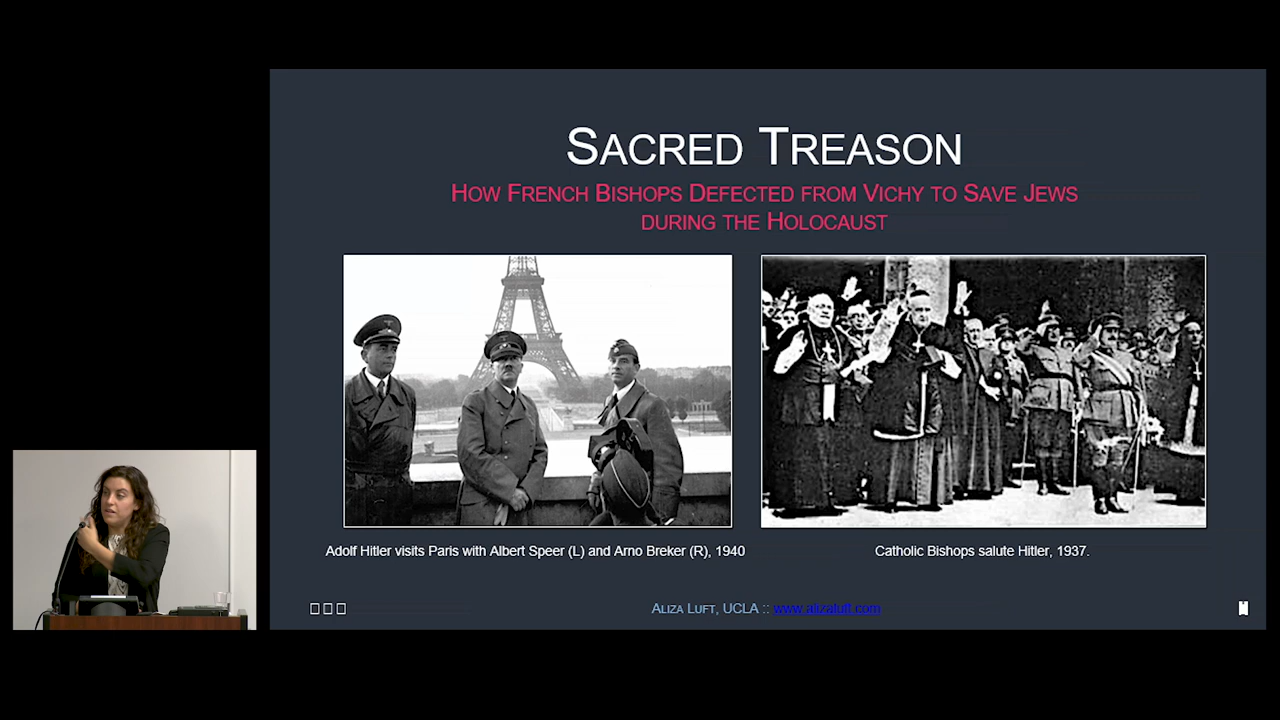 SACRED TREASON
HOW FRENCH BISHOPS DEFECTED FROM VICHY TO SAVE JEWS
DURING THE HOLOCAUST
Adolf Hitler visits Paris with Albert Speer (L) and Arno Breker (R), 1940
Catholic Bishops salute Hitler, 1937.
ALIZA LUFT, UCLA :: www.alizaluft.com